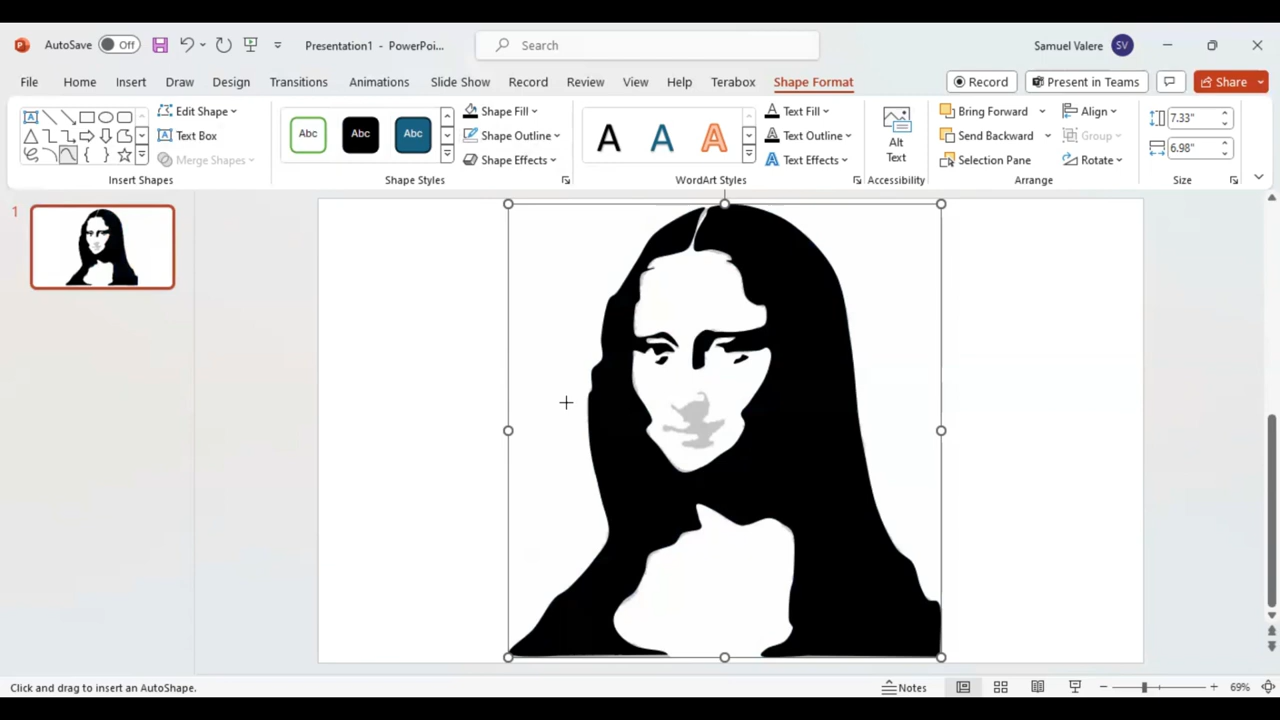 AutoSave Off Presentation1 - PowerPoi... Search Samuel Valere SV
File Home Insert Draw Design Transitions Animations Slide Show Record Review View Help Terabox Shape Format Record Present in Teams Share
Edit Shape
Text Box
Merge Shapes
Insert Shapes
Abc Abc Abc
Shape Fill
Shape Outline
Shape Effects
Shape Styles
A A A
Text Fill
Text Outline
Text Effects
WordArt Styles
Alt
Text
Accessibility
Bring Forward
Send Backward
Selection Pane
Align
Group
Rotate
Arrange
7.33"
6.98"
Size
1
Click and drag to insert an AutoShape. Notes 69%